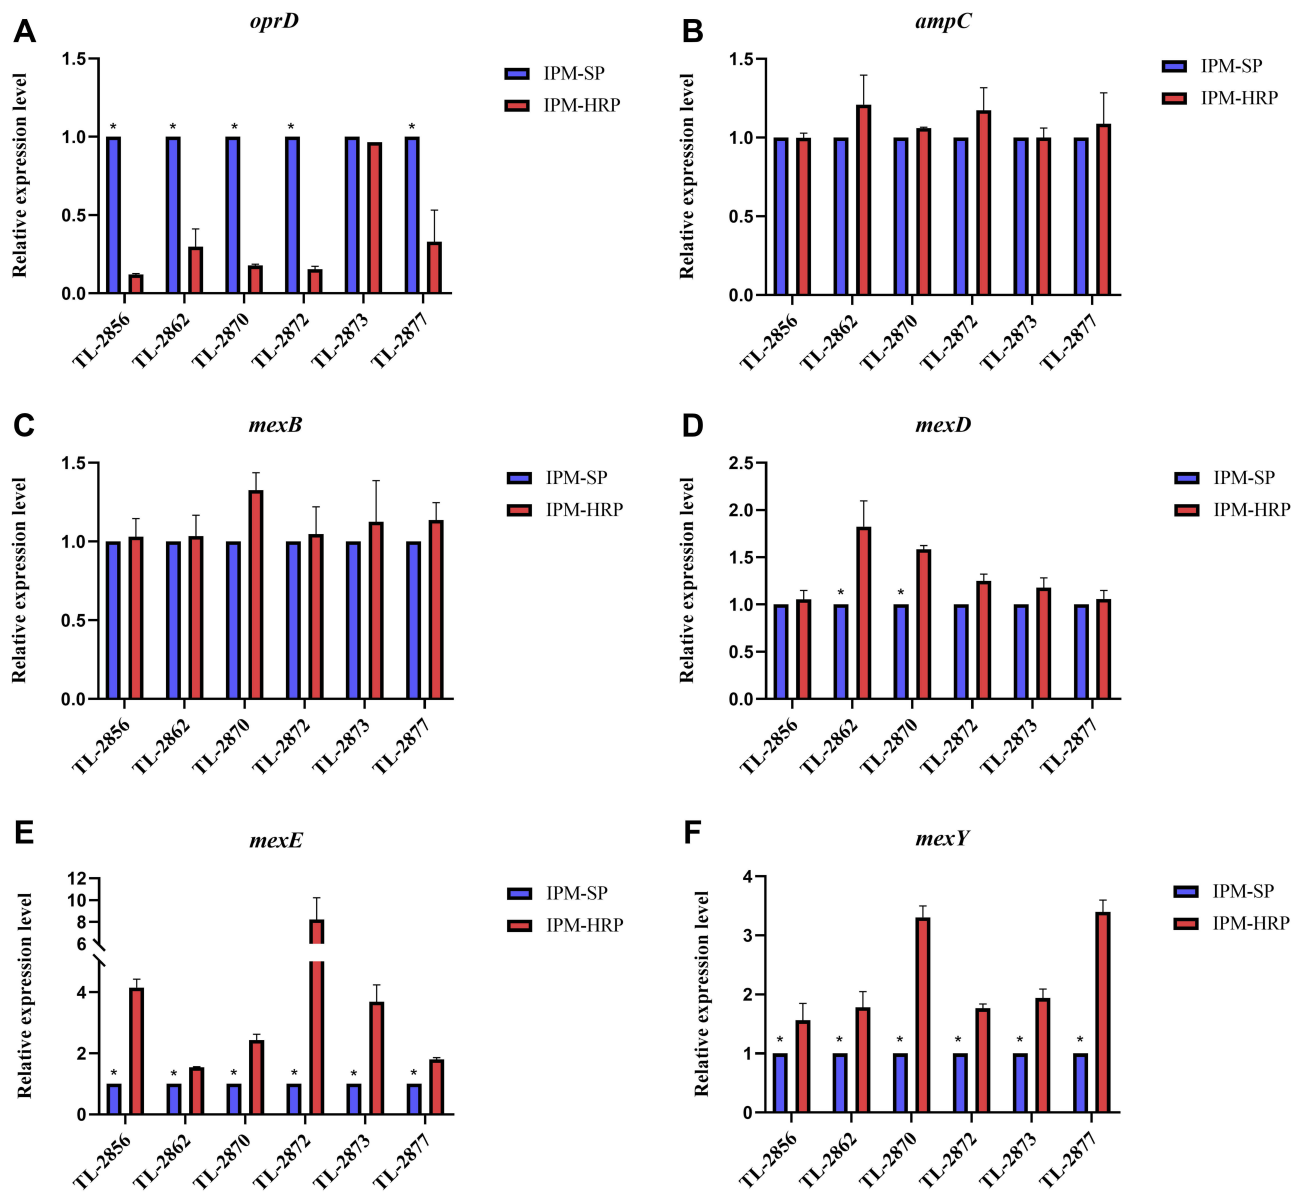 A
oprD
Relative expression level
1.5
1.0
0.5
0.0
* * * * *
TL-2856 TL-2862 TL-2870 TL-2872 TL-2873 TL-2877
IPM-SP
IPM-HRP
B
ampC
Relative expression level
1.5
1.0
0.5
0.0
TL-2856 TL-2862 TL-2870 TL-2872 TL-2873 TL-2877
IPM-SP
IPM-HRP
C
mexB
Relative expression level
1.5
1.0
0.5
0.0
TL-2856 TL-2862 TL-2870 TL-2872 TL-2873 TL-2877
IPM-SP
IPM-HRP
D
mexD
Relative expression level
2.5
2.0
1.5
1.0
0.5
0.0
* *
TL-2856 TL-2862 TL-2870 TL-2872 TL-2873 TL-2877
IPM-SP
IPM-HRP
E
mexE
Relative expression level
12
10
8
6
4
2
0
* * * * * *
TL-2856 TL-2862 TL-2870 TL-2872 TL-2873 TL-2877
IPM-SP
IPM-HRP
F
mexY
Relative expression level
4
3
2
1
0
* * * * * *
TL-2856 TL-2862 TL-2870 TL-2872 TL-2873 TL-2877
IPM-SP
IPM-HRP